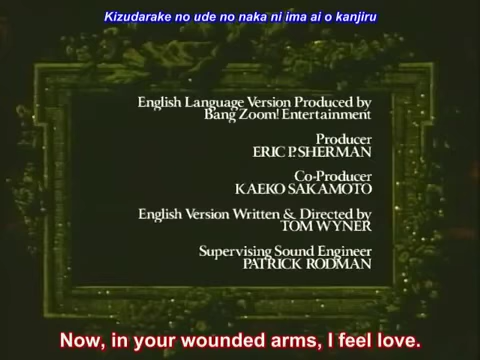 Kizudarake no ude no naka ni ima ai o kanjiru
English Language Version Produced by
Bang Zoom! Entertainment
Producer
ERIC P. SHERMAN
Co-Producer
KAEKO SAKAMOTO
English Version Written & Directed by
TOM WYNER
Supervising Sound Engineer
PATRICK RODMAN
Now, in your wounded arms, I feel love.